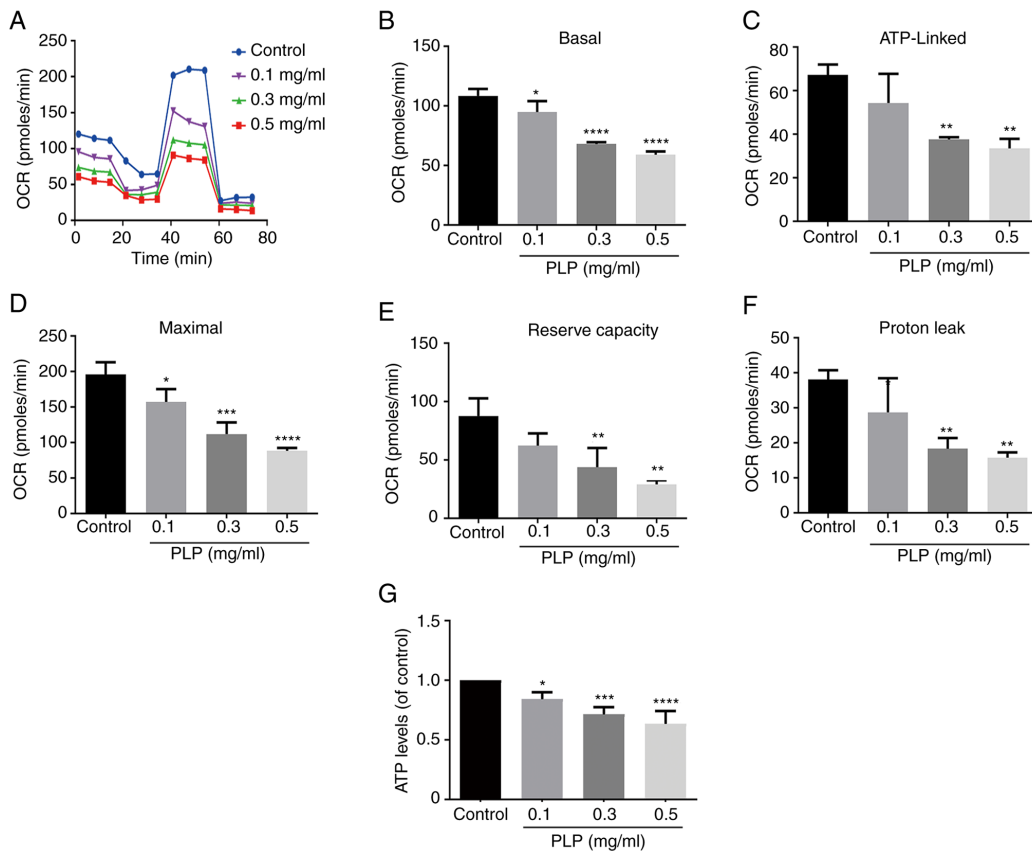 A
OCR (pmoles/min)
250
200
150
100
50
0
0 20 40 60 80
Time (min)
Control
0.1 mg/ml
0.3 mg/ml
0.5 mg/ml
B
Basal
OCR (pmoles/min)
150
100
50
0
* **** ****
Control 0.1 0.3 0.5
PLP (mg/ml)
C
ATP-Linked
OCR (pmoles/min)
80
60
40
20
0
** **
Control 0.1 0.3 0.5
PLP (mg/ml)
D
Maximal
OCR (pmoles/min)
250
200
150
100
50
0
* *** ****
Control 0.1 0.3 0.5
PLP (mg/ml)
E
Reserve capacity
OCR (pmoles/min)
150
100
50
0
** **
Control 0.1 0.3 0.5
PLP (mg/ml)
F
Proton leak
OCR (pmoles/min)
50
40
30
20
10
0
* ** **
Control 0.1 0.3 0.5
PLP (mg/ml)
G
ATP levels (of control)
1.5
1.0
0.5
0
* *** ****
Control 0.1 0.3 0.5
PLP (mg/ml)